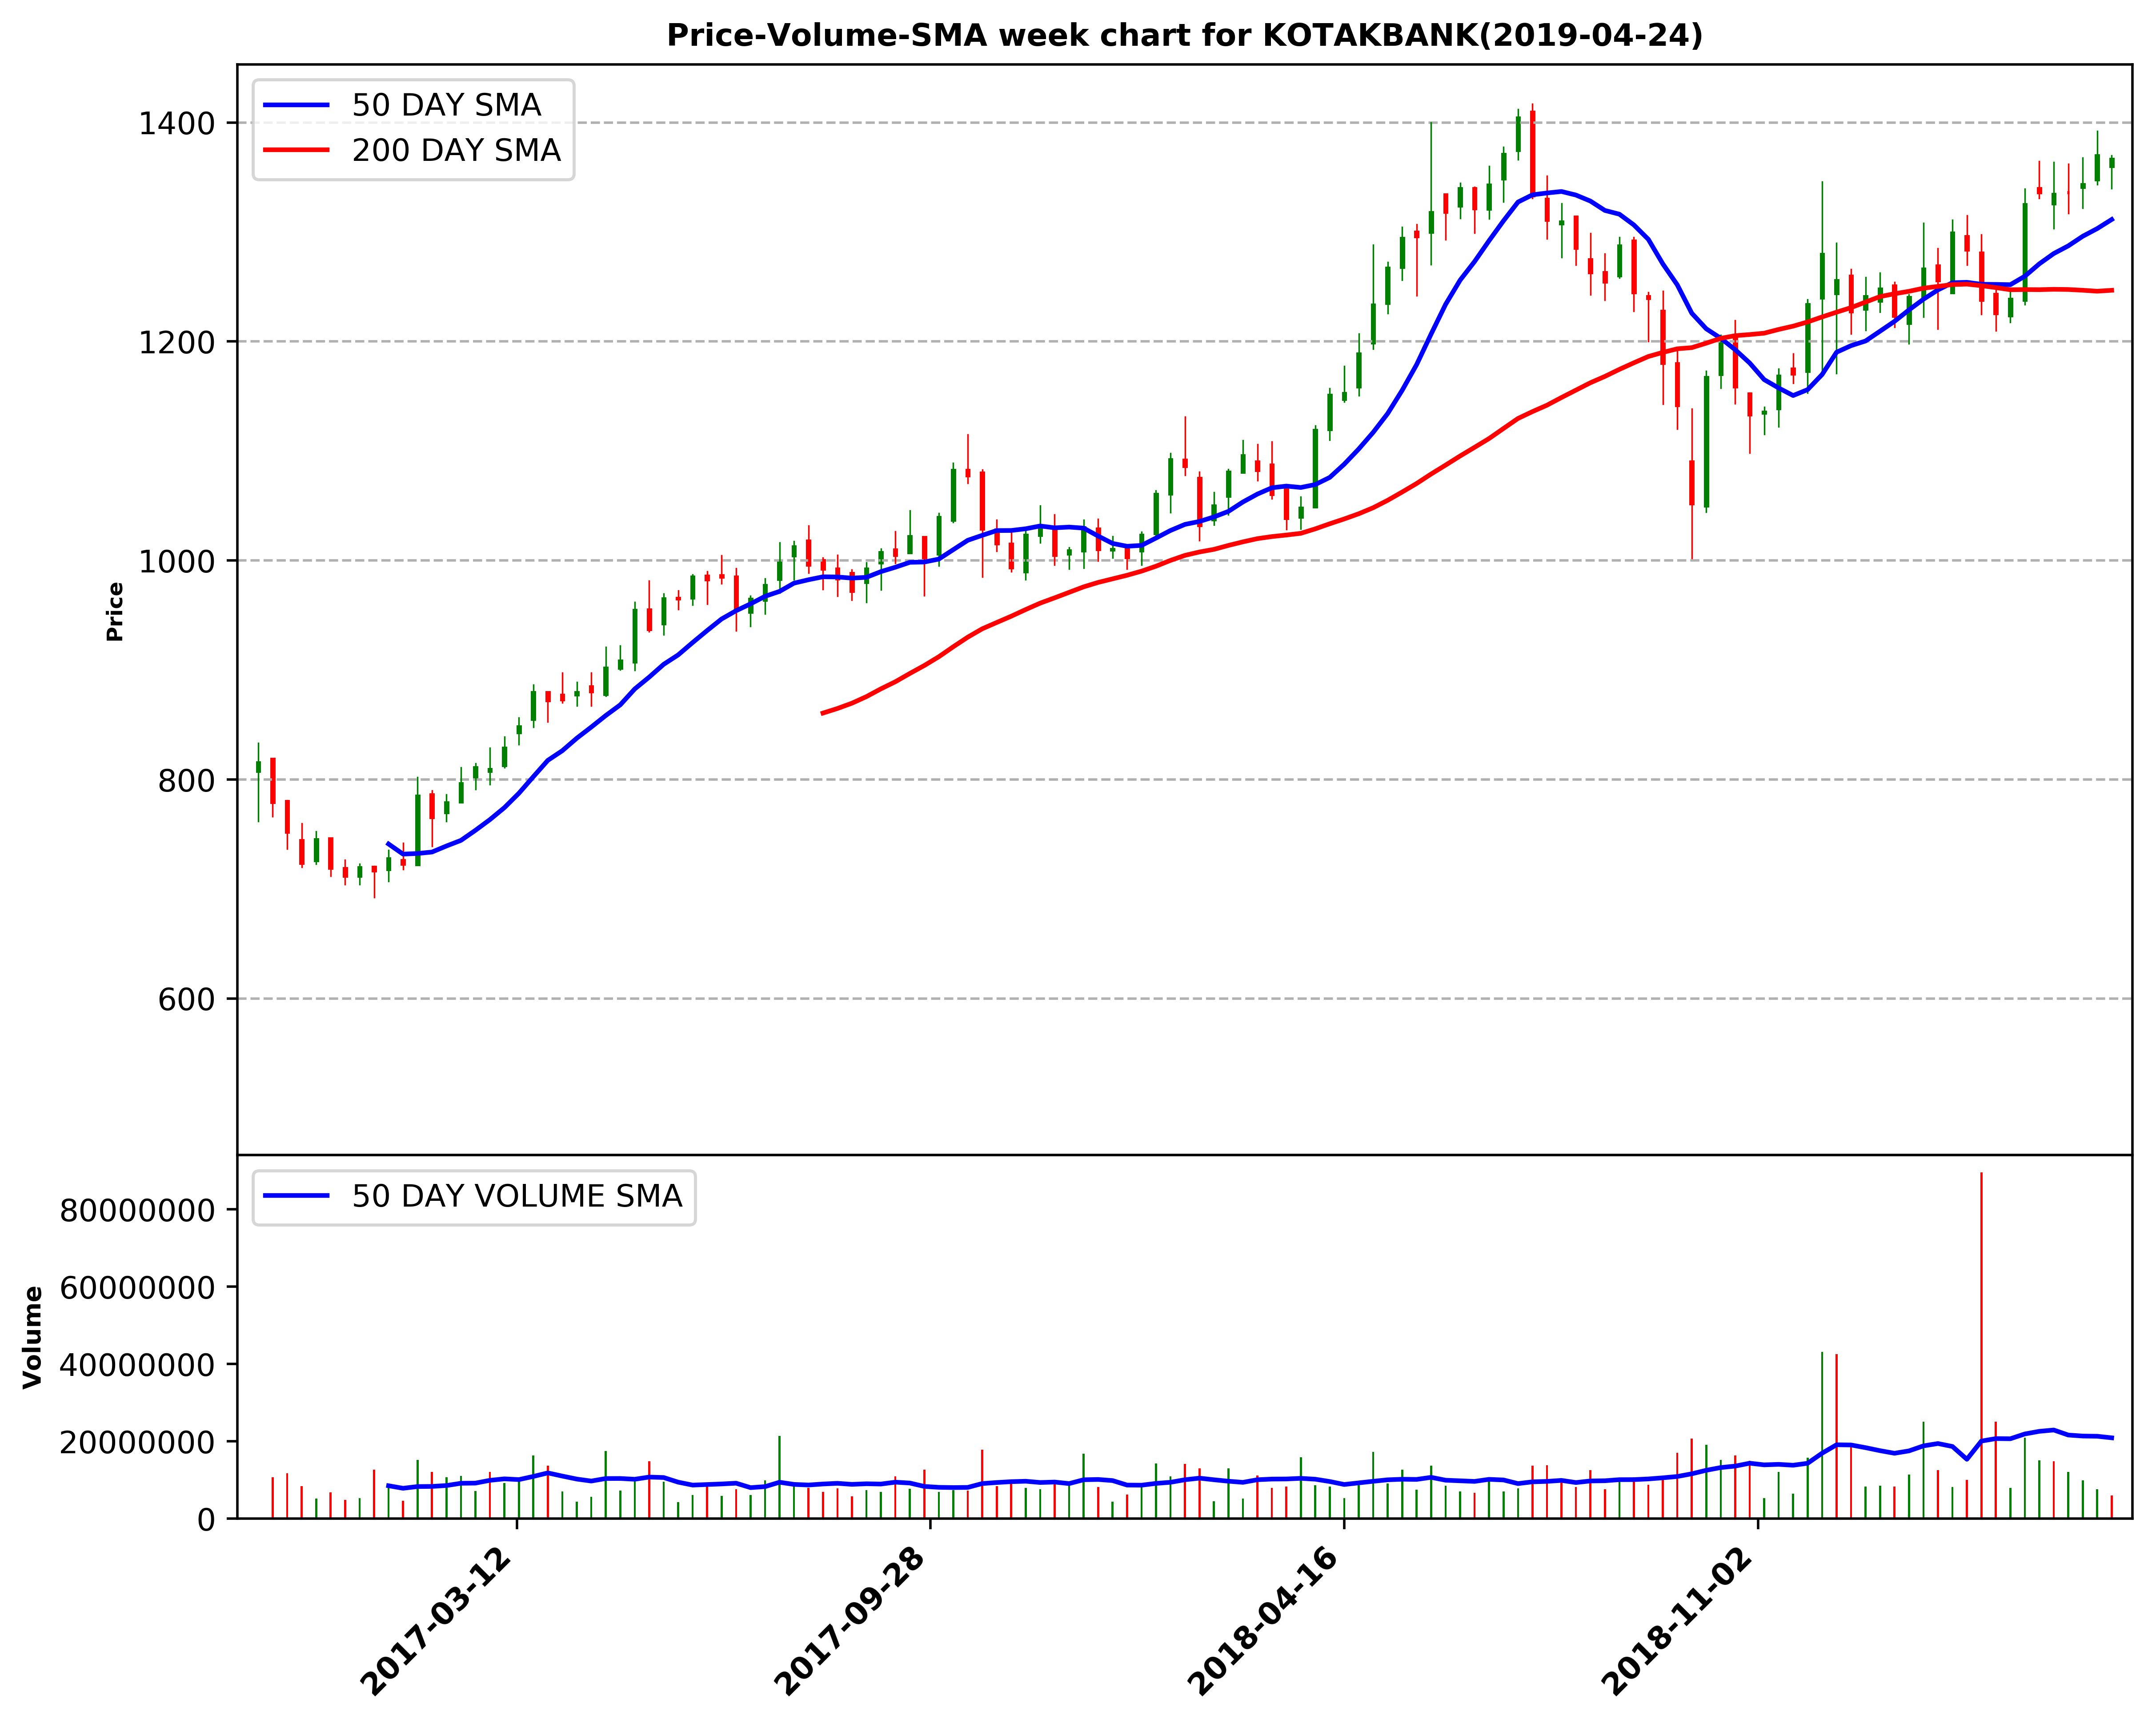 Price-Volume-SMA week chart for KOTAKBANK(2019-04-24)
50 DAY SMA
200 DAY SMA
1400
1200
1000
800
600
Price
50 DAY VOLUME SMA
80000000
60000000
40000000
20000000
0
Volume
2017-03-12
2017-09-28
2018-04-16
2018-11-02